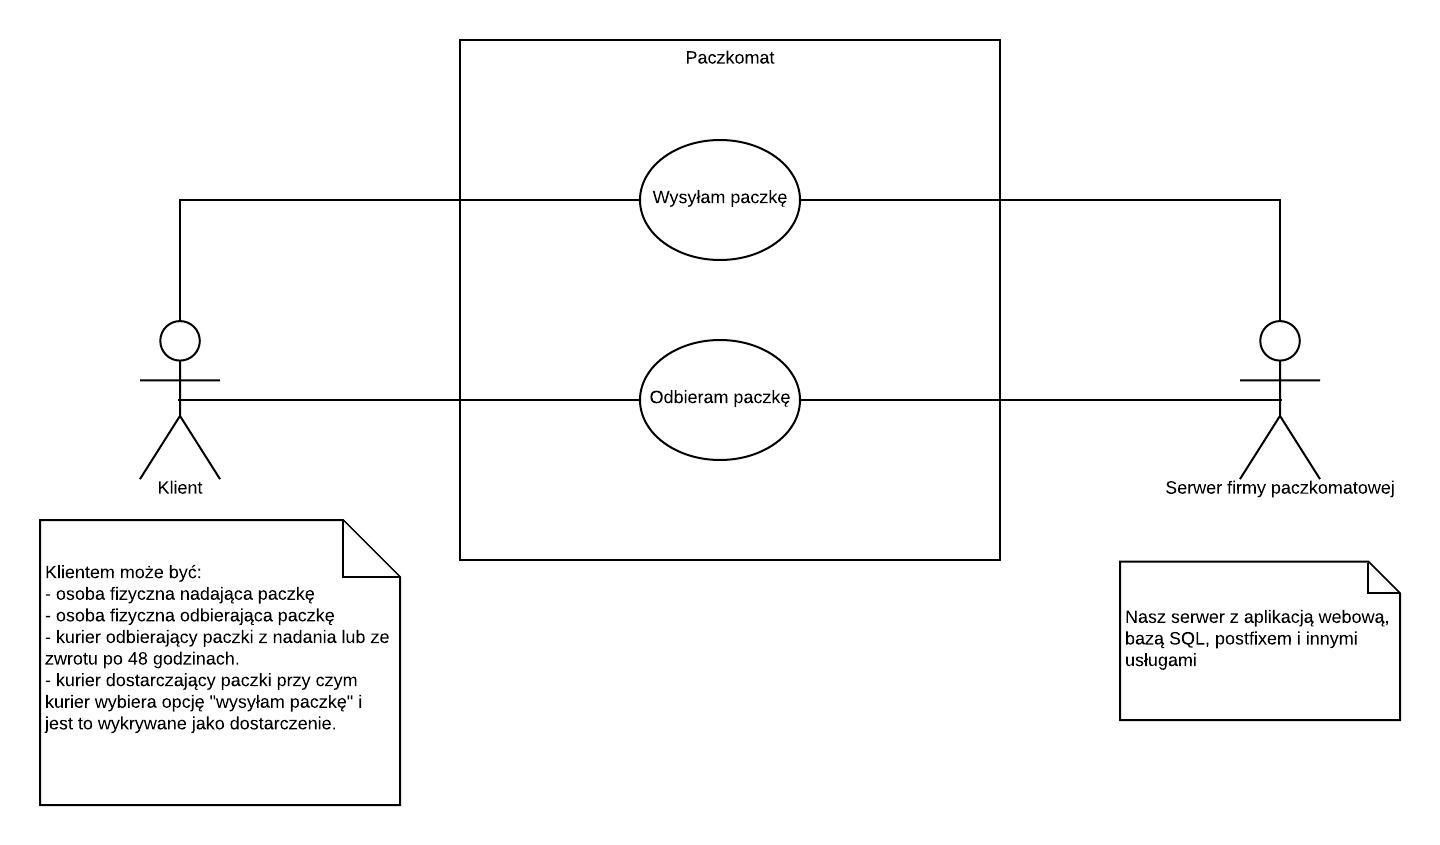 Paczkomat
Wysyłam paczkę
Odbieram paczkę
Klient
Serwer firmy paczkomatowej
Klientem może być:
- osoba fizyczna nadająca paczkę
- osoba fizyczna odbierająca paczkę
- kurier odbierający paczki z nadania lub ze
zwrotu po 48 godzinach.
- kurier dostarczający paczki przy czym
kurier wybiera opcję "wysyłam paczkę" i
jest to wykrywane jako dostarczenie.
Nasz serwer z aplikacją webową,
bazą SQL, postfixem i innymi
usługami